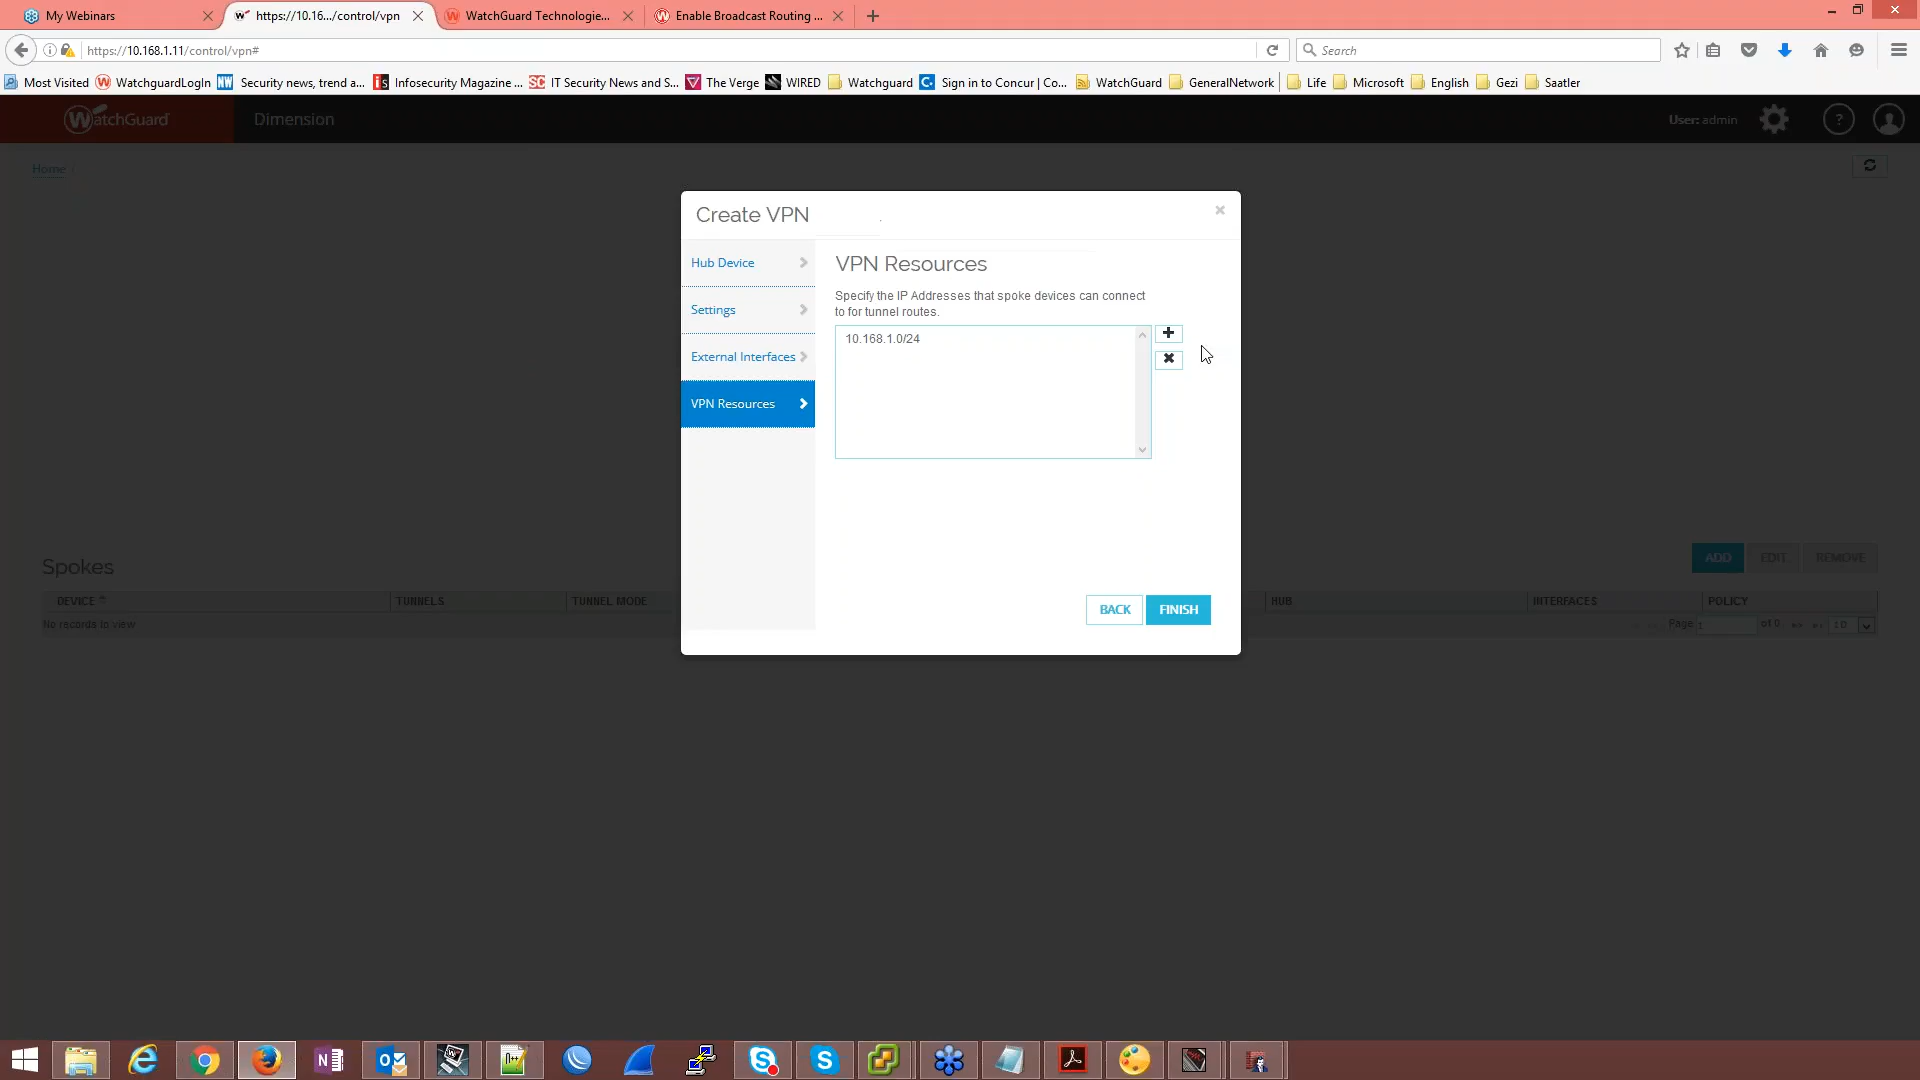 My Webinars
https://10.16.../control/vpn
WatchGuard Technologie...
Enable Broadcast Routing ...
https://10.168.1.11/control/vpn#
Search
Most Visited
WatchguardLogIn
Security news, trend a...
Infosecurity Magazine ...
IT Security News and S...
The Verge
WIRED
Watchguard
Sign in to Concur | Co...
WatchGuard
GeneralNetwork
Life
Microsoft
English
Gezi
Saatler
WatchGuard
Dimension
User: admin
Home
Create VPN
Hub Device
Settings
External Interfaces
VPN Resources
VPN Resources
Specify the IP Addresses that spoke devices can connect
to for tunnel routes.
10.168.1.0/24
BACK
FINISH
Spokes
ADD
EDIT
REMOVE
DEVICE
TUNNELS
TUNNEL MODE
HUB
INTERFACES
POLICY
No records to view
Page
1
of 0
10